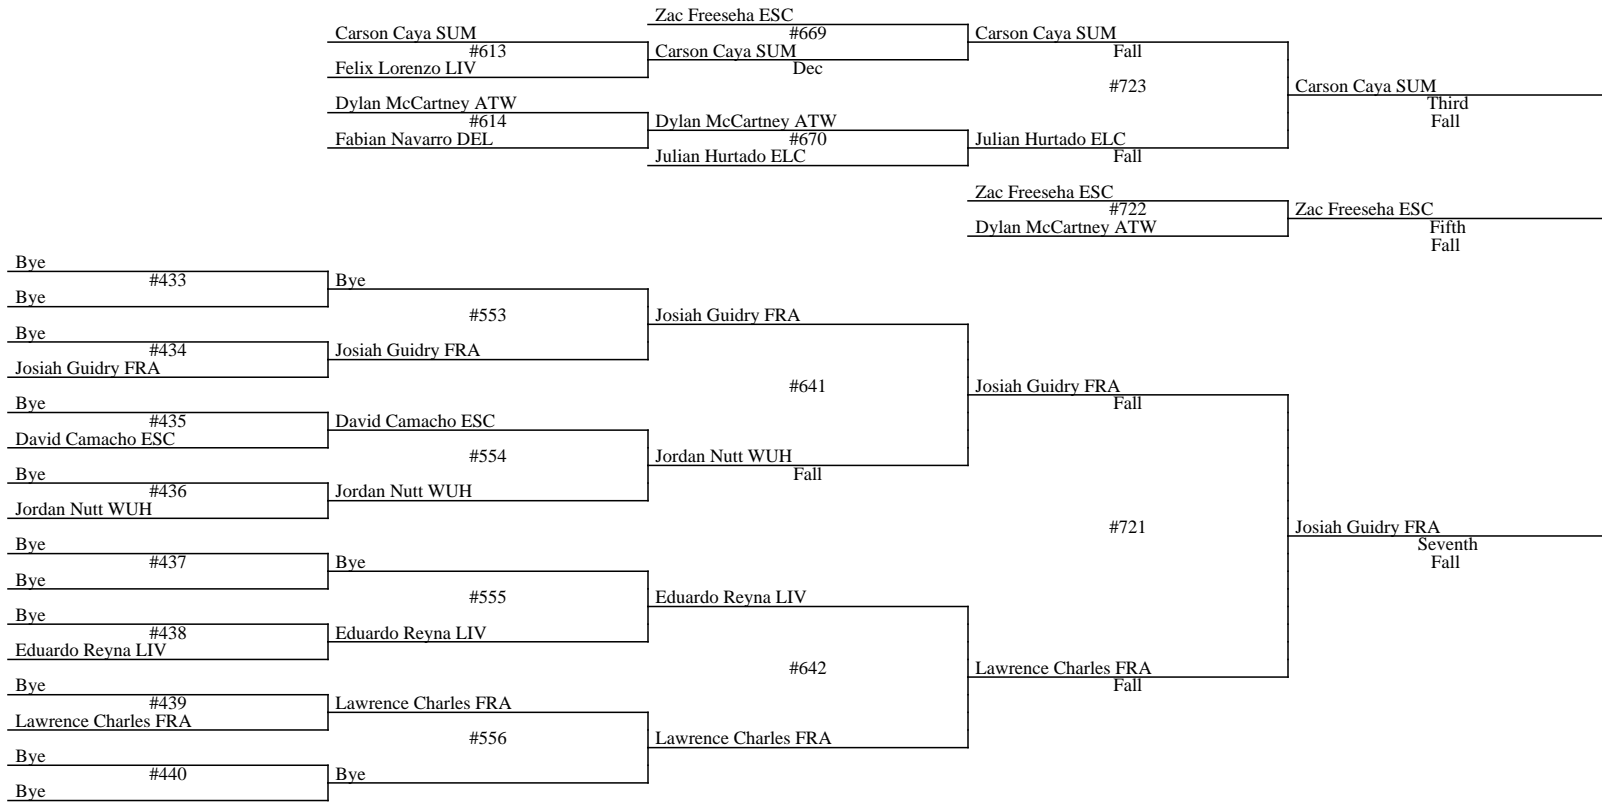 Zac Freeseha ESC
Carson Caya SUM
#669
Carson Caya SUM
#613
Carson Caya SUM
Fall
Felix Lorenzo LIV
Dec
#723
Carson Caya SUM
Dylan McCartney ATW
Third
#614
Dylan McCartney ATW
Fall
Fabian Navarro DEL
#670
Julian Hurtado ELC
Julian Hurtado ELC
Fall
Zac Freeseha ESC
#722
Zac Freeseha ESC
Dylan McCartney ATW
Fifth
Fall
Bye
#433
Bye
Bye
#553
Josiah Guidry FRA
Bye
#434
Josiah Guidry FRA
Josiah Guidry FRA
#641
Josiah Guidry FRA
Fall
Bye
#435
David Camacho ESC
David Camacho ESC
#554
Jordan Nutt WUH
Fall
Bye
#436
Jordan Nutt WUH
Jordan Nutt WUH
#721
Josiah Guidry FRA
Seventh
Fall
Bye
#437
Bye
Bye
#555
Eduardo Reyna LIV
Bye
#438
Eduardo Reyna LIV
Eduardo Reyna LIV
#642
Lawrence Charles FRA
Fall
Bye
#439
Lawrence Charles FRA
Lawrence Charles FRA
#556
Lawrence Charles FRA
Bye
#440
Bye
Bye